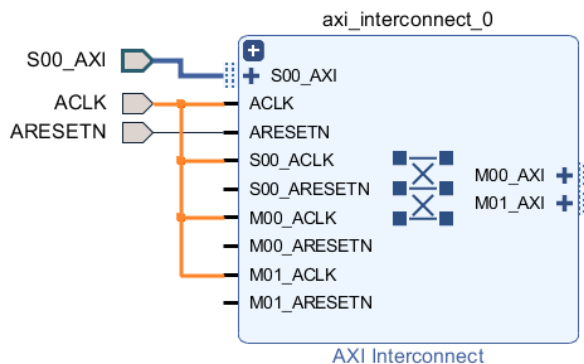 axi_interconnect_0
S00_AXI
S00_AXI
ACLK
ACLK
ARESETN
ARESETN
S00_ACLK
S00_ARESETN
M00_AXI
M01_AXI
M00_ACLK
M00_ARESETN
M01_ACLK
M01_ARESETN
AXI Interconnect